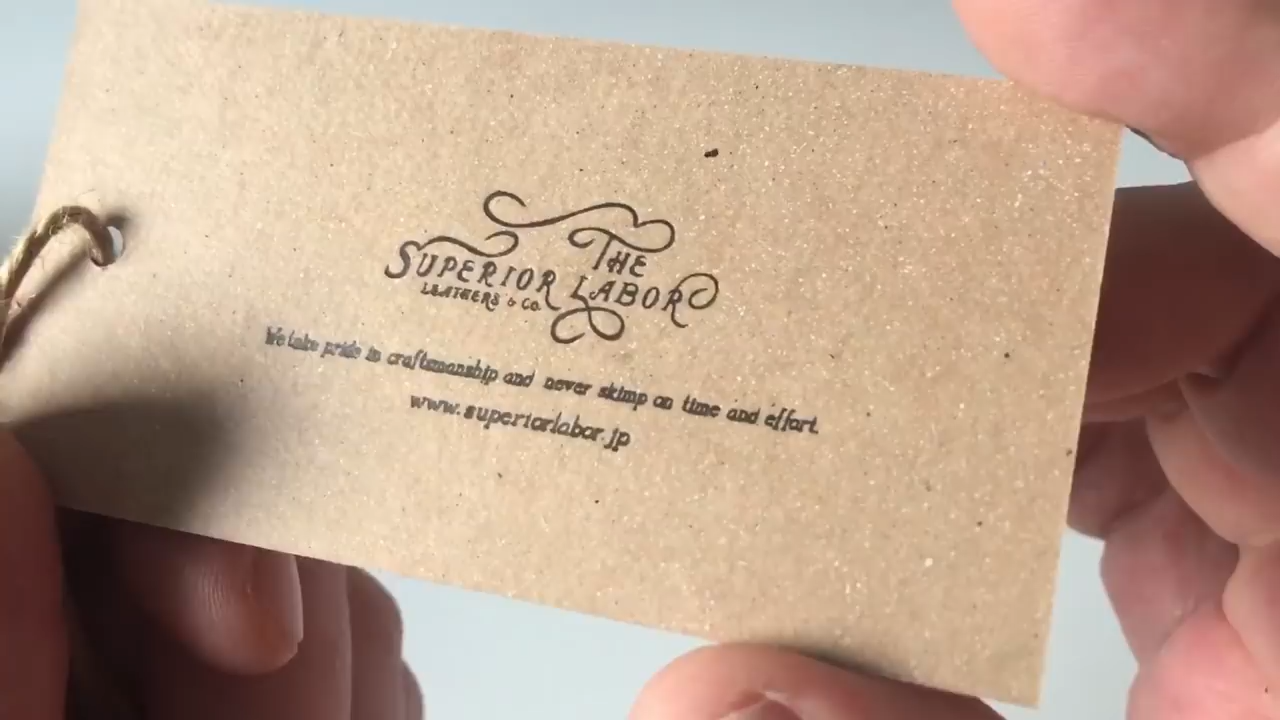 THE
SUPERIOR LABOR
LEATHERS & CO.
We take pride in craftsmanship and never skimp on time and effort.
www.superiorlabor.jp